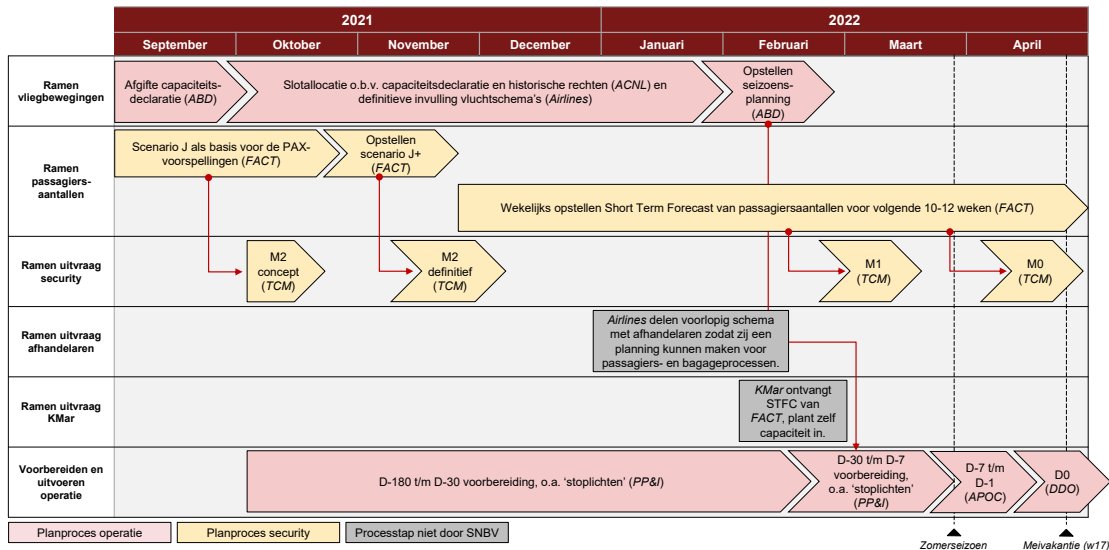 2021
2022
September
Oktober
November
December
Januari
Februari
Maart
April
Ramen
vliegbewegingen
Afgifte capaciteits-
declaratie (ABD)
Slotallocatie o.b.v. capaciteitsdeclaratie en historische rechten (ACNL) en
definitieve invulling vluchtschema's (Airlines)
Opstellen
seizoens-
planning
(ABD)
Ramen
passagiers-
aantallen
Scenario J als basis voor de PAX-
voorspellingen (FACT)
Opstellen
scenario J+
(FACT)
Wekelijks opstellen Short Term Forecast van passagiersaantallen voor volgende 10-12 weken (FACT)
Ramen uitvraag
security
M2
concept
(TCM)
M2
definitief
(TCM)
M1
(TCM)
M0
(TCM)
Ramen uitvraag
afhandelaren
Airlines delen voorlopig schema
met afhandelaren zodat zij een
planning kunnen maken voor
passagiers- en bagageprocessen.
Ramen uitvraag
KMar
KMar ontvangt
STFC van
FACT, plant zelf
capaciteit in.
Voorbereiden en
uitvoeren
operatie
D-180 t/m D-30 voorbereiding, o.a. 'stoplichten' (PP&I)
D-30 t/m D-7
voorbereiding,
o.a. 'stoplichten'
(PP&I)
D-7 t/m
D-1
(APOC)
D0
(DDO)
Planproces operatie
Planproces security
Processtap niet door SNBV
Zomerseizoen
Meivakantie (w17)